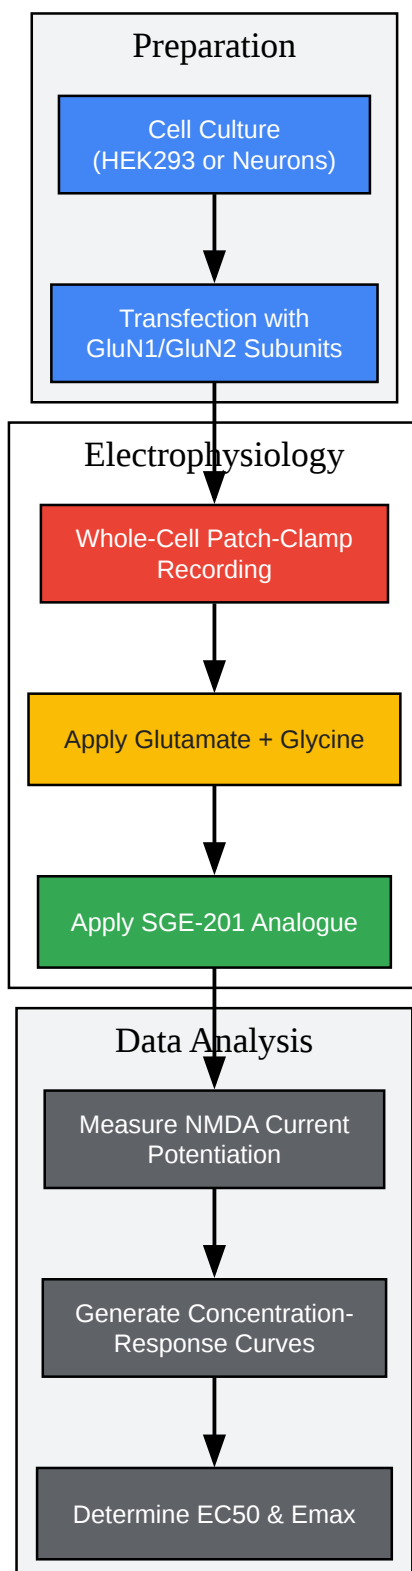 Preparation
Cell Culture
(HEK293 or Neurons)
Transfection with
GluN1/GluN2 Subunits
Electrophysiology
Whole-Cell Patch-Clamp
Recording
Apply Glutamate + Glycine
Apply SGE-201 Analogue
Data Analysis
Measure NMDA Current
Potentiation
Generate Concentration-
Response Curves
Determine EC50 & Emax